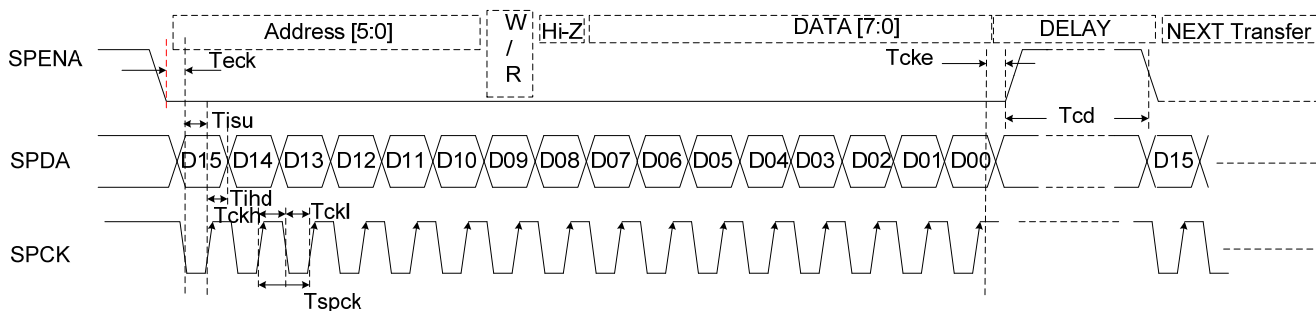 Address [5:0]
W
/
R
Hi-Z
DATA [7:0]
DELAY
NEXT Transfer
SPENA
Teck
Tcke
Tcd
Tisu
SPDA
D15 D14 D13 D12 D11 D10 D09 D08 D07 D06 D05 D04 D03 D02 D01 D00 D15
Tihd
Tckh
Tckl
SPCK
Tspck